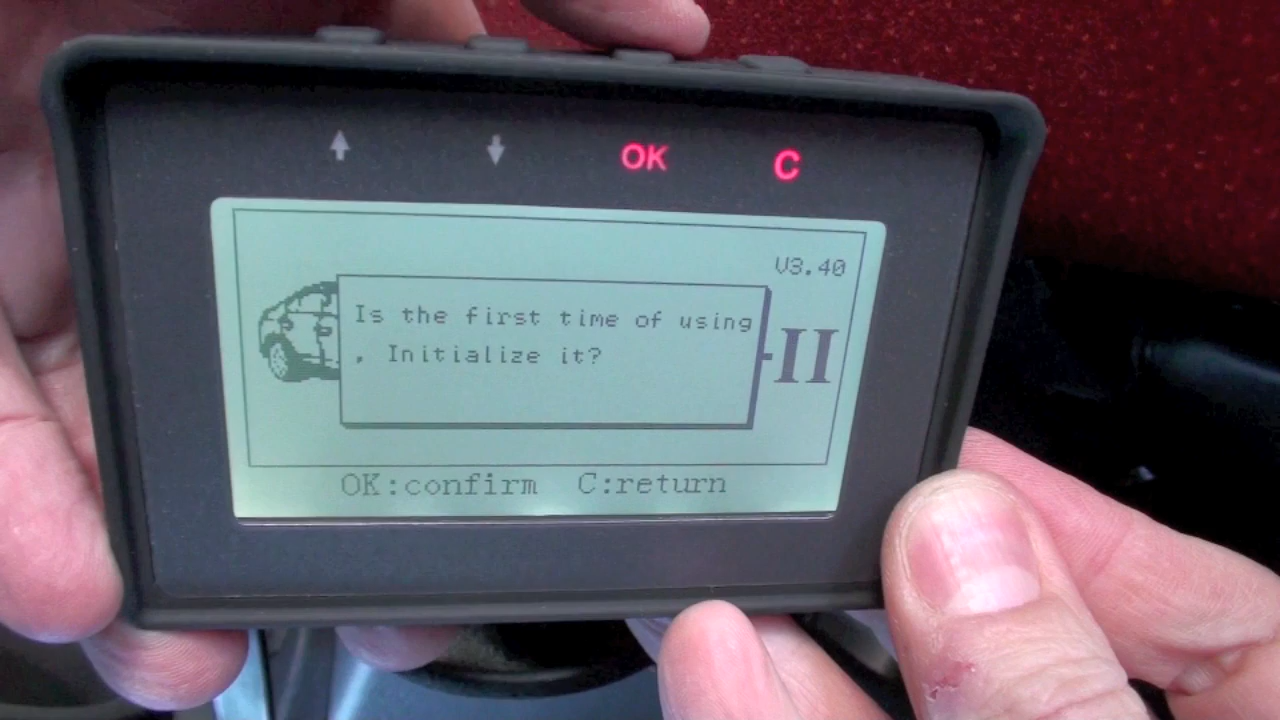 OK C
V3.40
Is the first time of using
, Initialize it?
-II
OK:confirm C:return